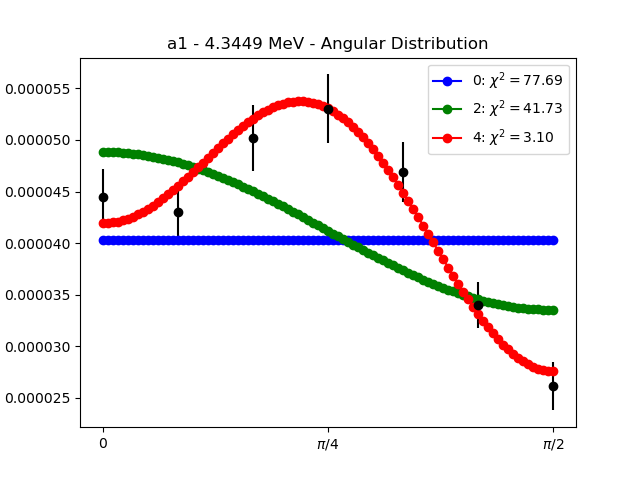 a1 - 4.3449 MeV - Angular Distribution
0: χ² = 77.69
2: χ² = 41.73
4: χ² = 3.10
0.000055
0.000050
0.000045
0.000040
0.000035
0.000030
0.000025
0
π/4
π/2